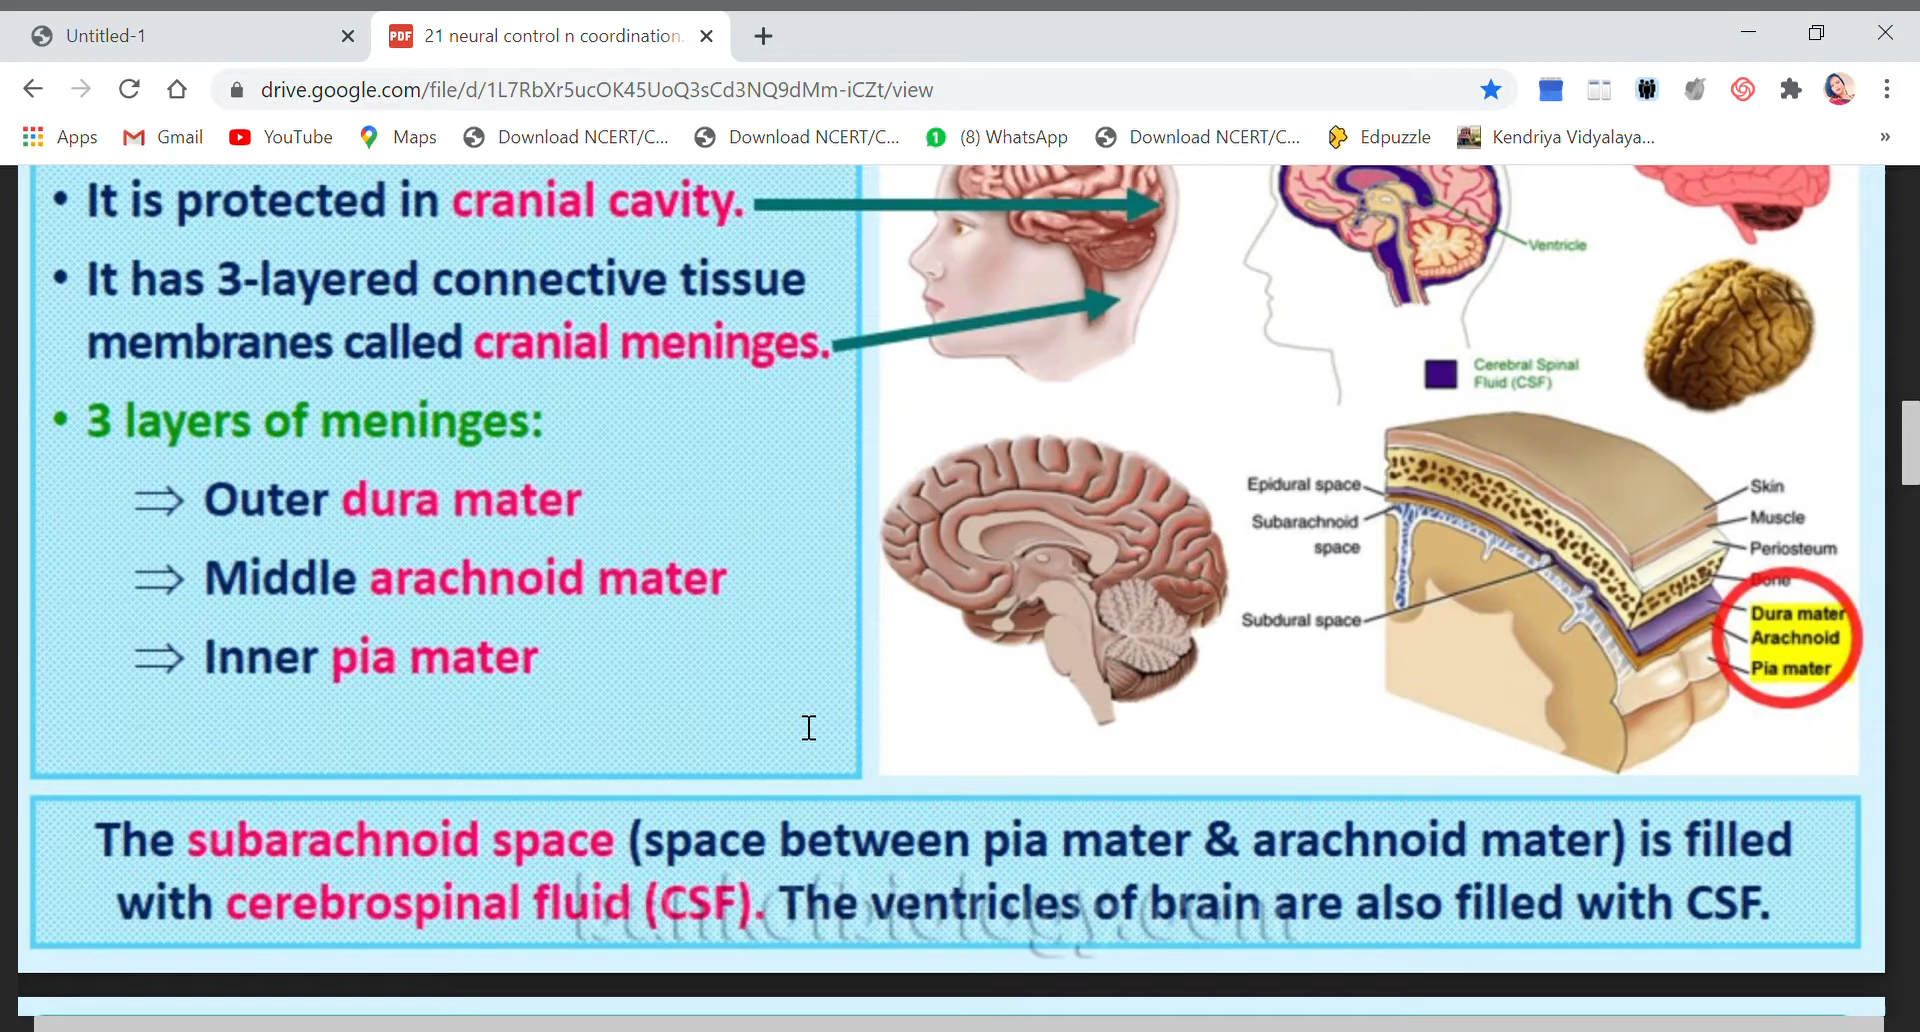 Untitled-1
PDF
21 neural control n coordination.
drive.google.com/file/d/1L7RbXr5ucOK45UoQ3sCd3NQ9dMm-iCZt/view
Apps
Gmail
YouTube
Maps
Download NCERT/C...
Download NCERT/C...
1
(8) WhatsApp
Download NCERT/C...
Edpuzzle
Kendriya Vidyalaya...
»
• It is protected in cranial cavity.
• It has 3-layered connective tissue
membranes called cranial meninges.
• 3 layers of meninges:
⇒ Outer dura mater
⇒ Middle arachnoid mater
⇒ Inner pia mater
Ventricle
Cerebral Spinal
Fluid (CSF)
Epidural space
Subarachnoid
space
Subdural space
Skin
Muscle
Periosteum
Bone
Dura mater
Arachnoid
Pia mater
The subarachnoid space (space between pia mater & arachnoid mater) is filled
with cerebrospinal fluid (CSF). The ventricles of brain are also filled with CSF.